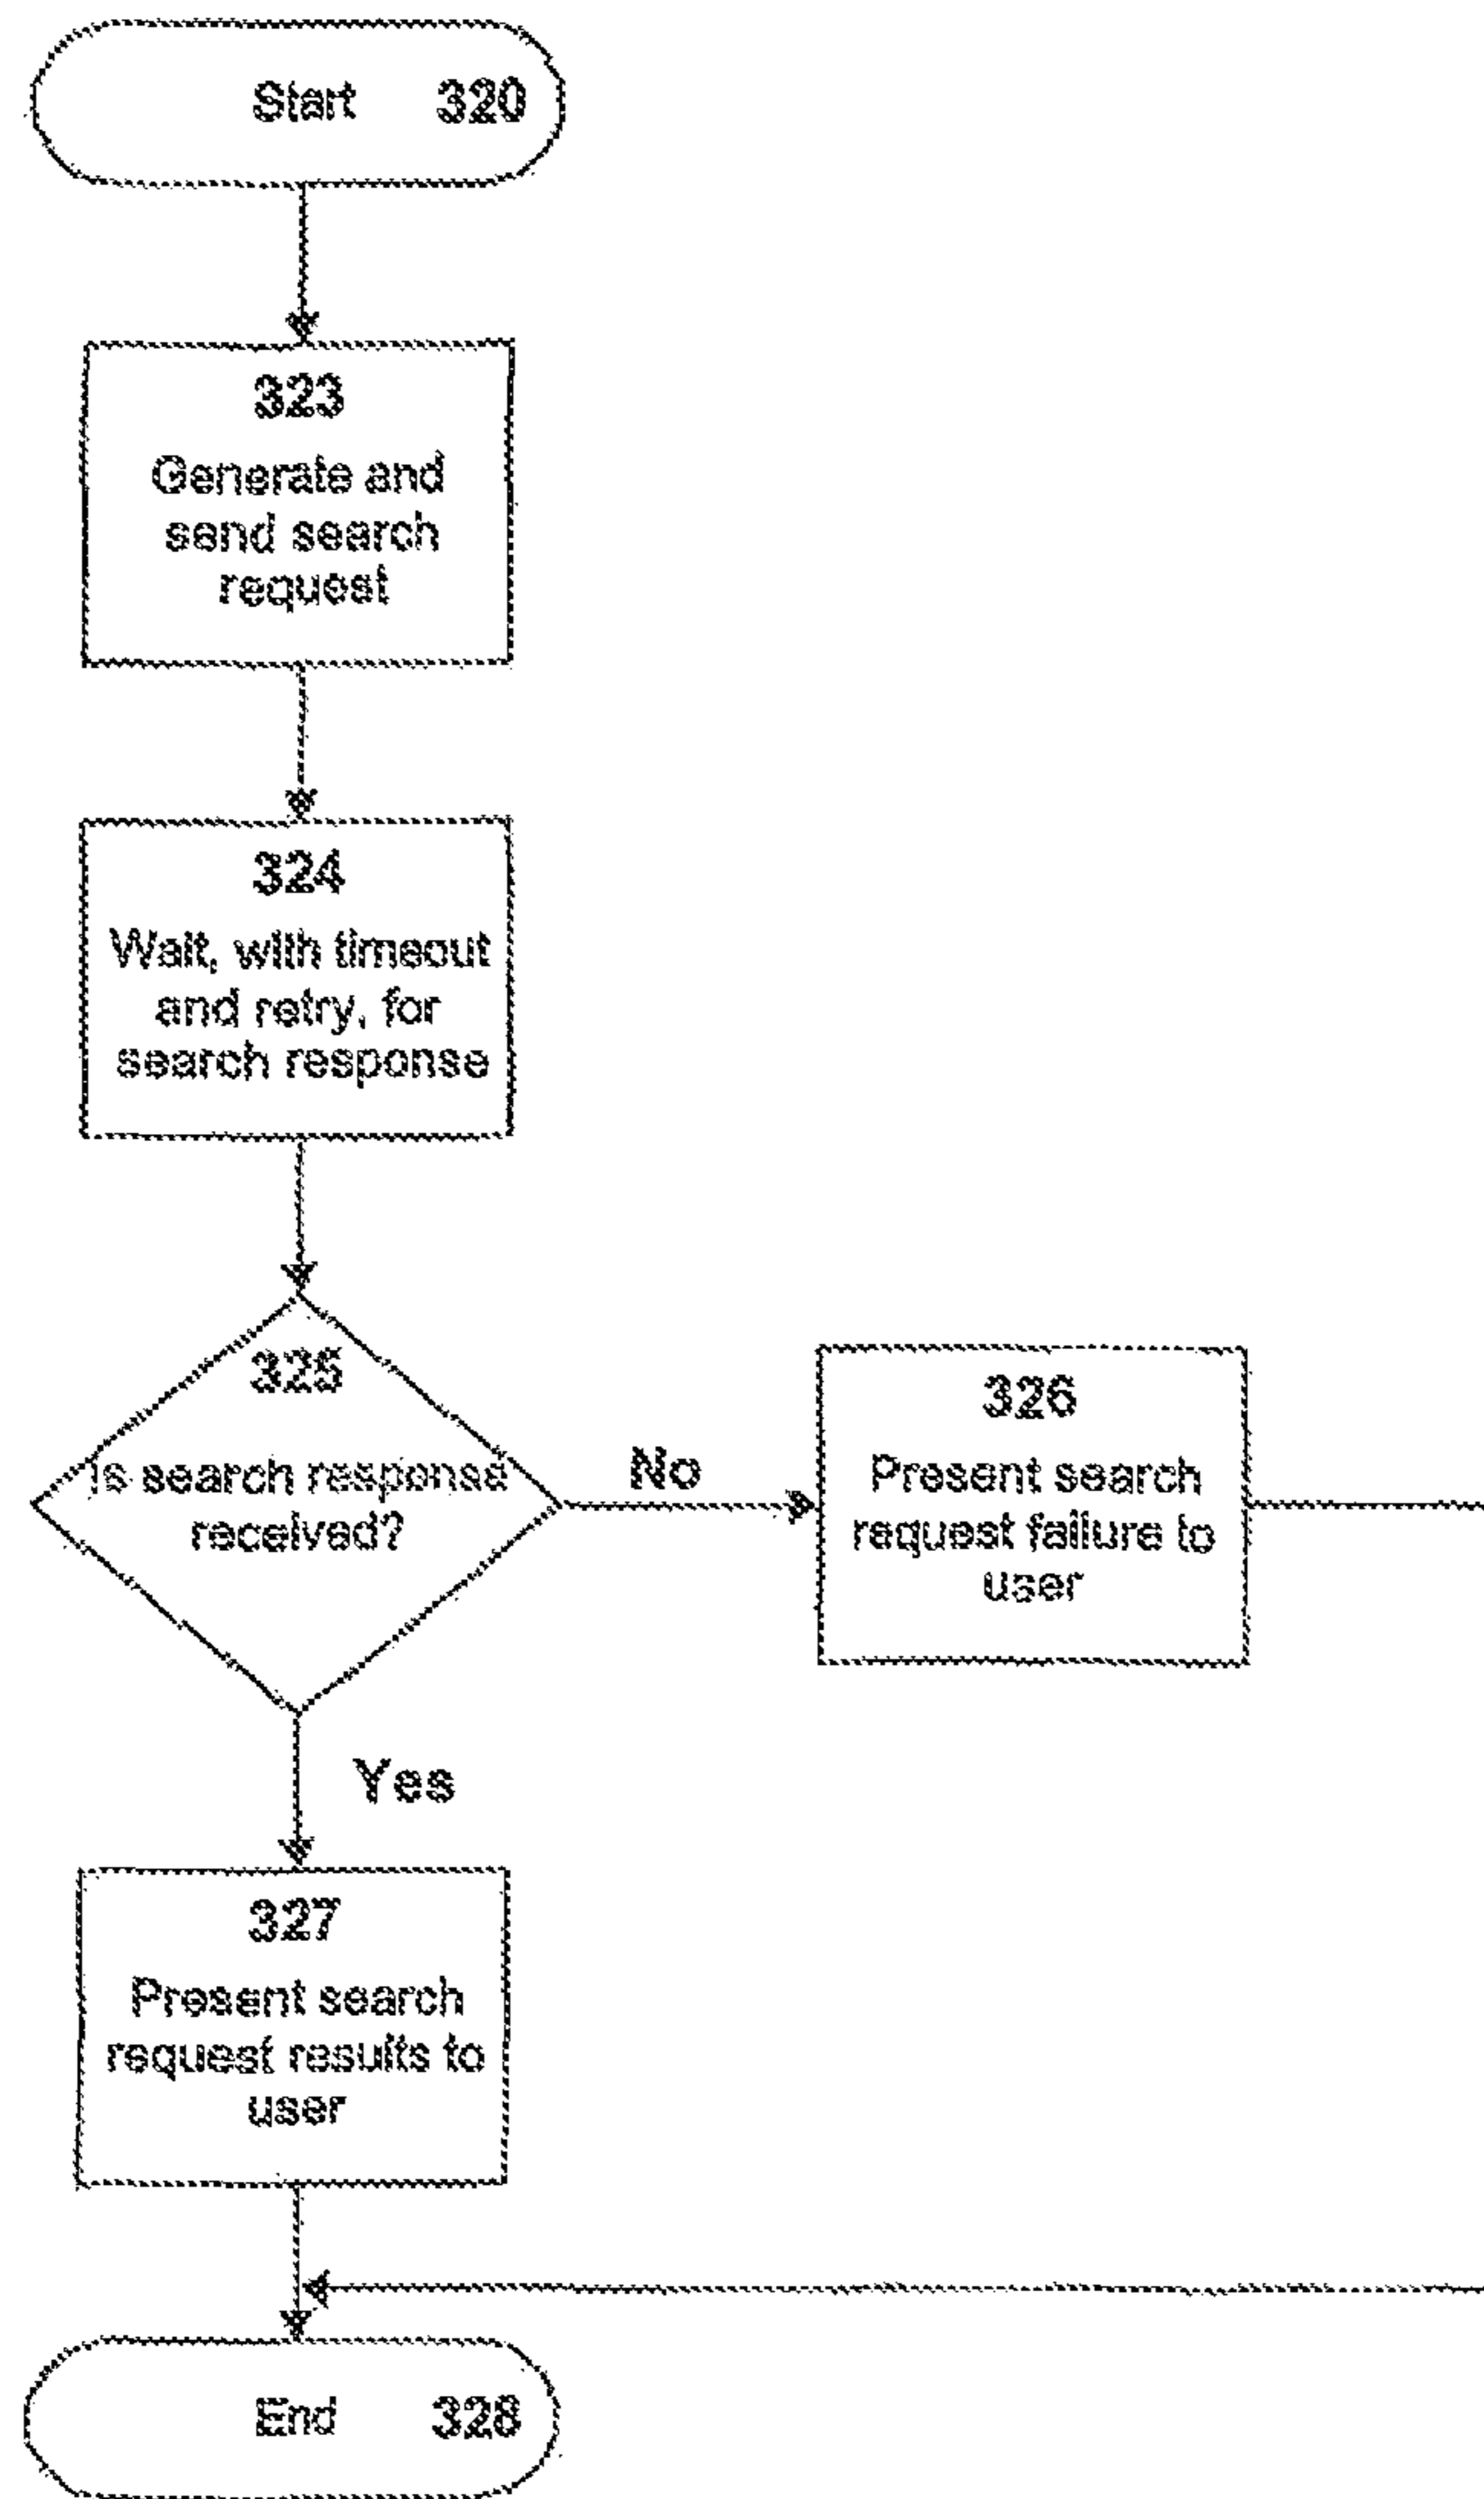 Start 320
323
Generate and
send search
request
324
Wait, with timeout
and retry, for
search response
325
Is search response
received?
No
326
Present search
request failure to
user
Yes
327
Present search
request results to
user
End 328